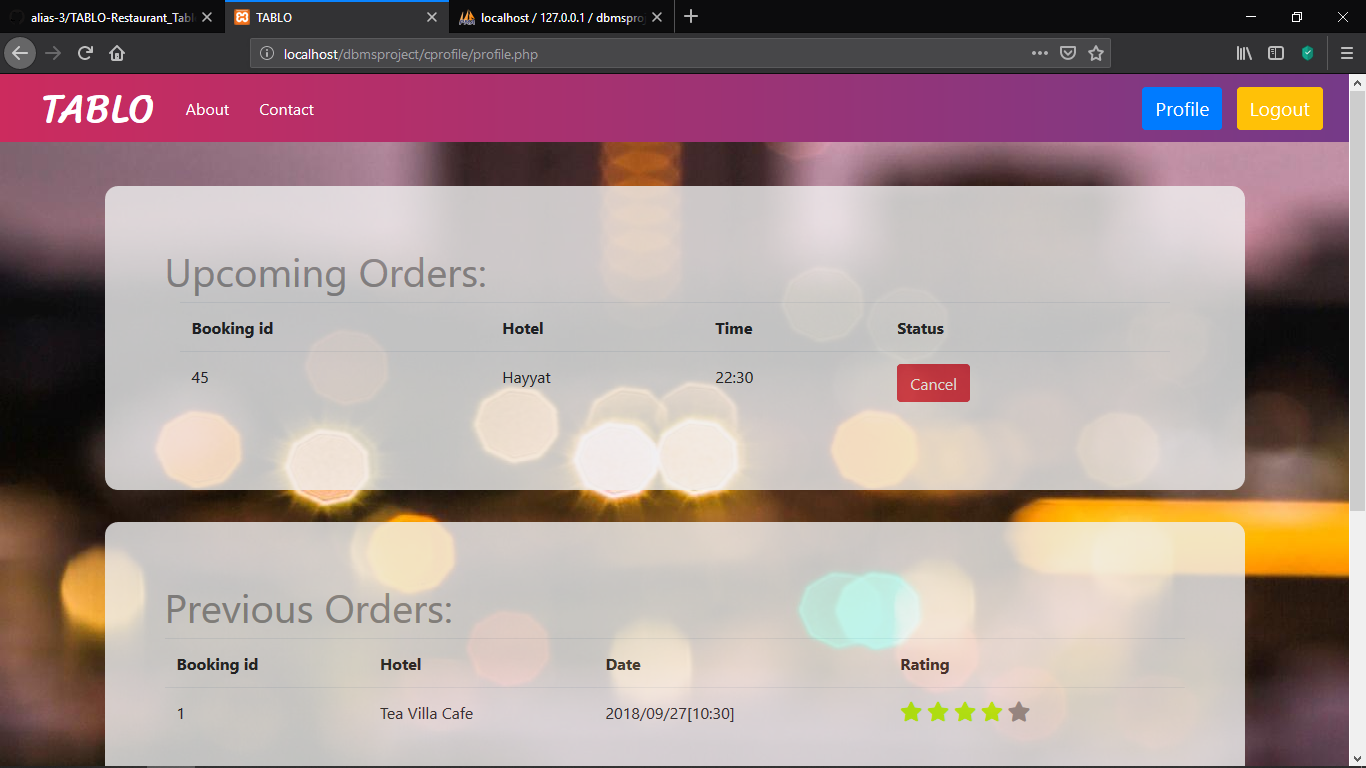 alias-3/TABLO-Restaurant_Tabl
TABLO
localhost / 127.0.0.1 / dbmsproj
localhost/dbmsproject/cprofile/profile.php
TABLO About Contact Profile Logout
Upcoming Orders:
Booking id Hotel Time Status
45 Hayyat 22:30 Cancel
Previous Orders:
Booking id Hotel Date Rating
1 Tea Villa Cafe 2018/09/27[10:30]